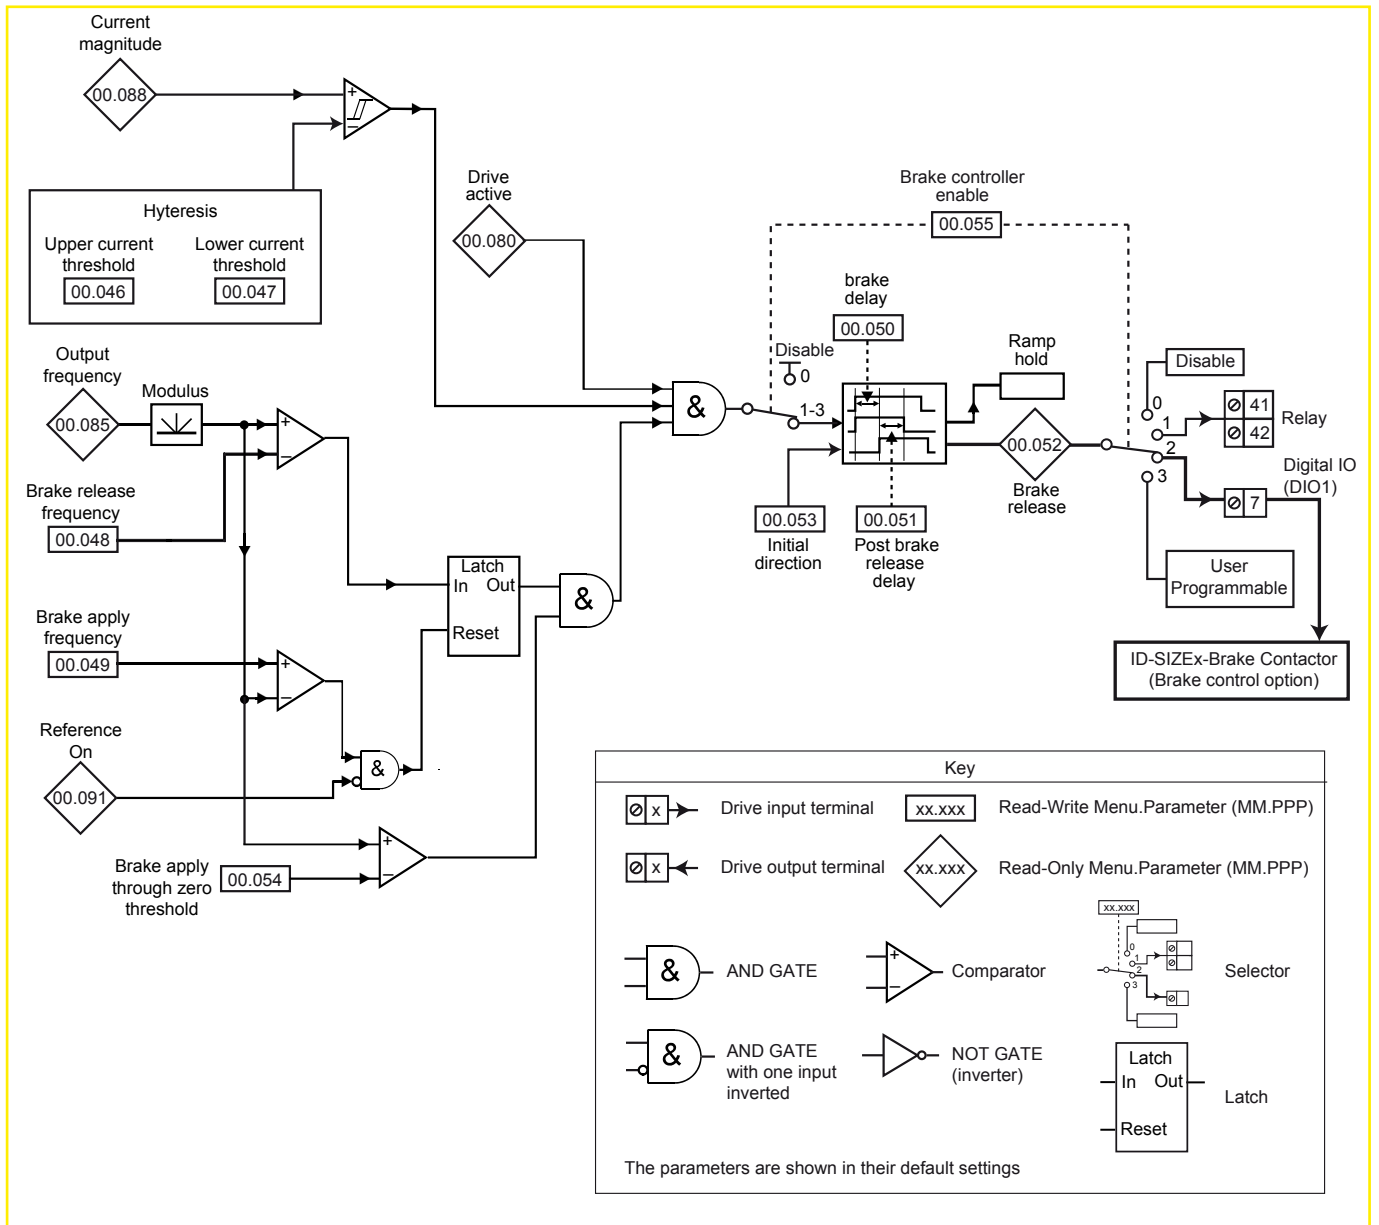 Current
magnitude
00.088
+
−
Hyteresis
Upper current
threshold
00.046
Lower current
threshold
00.047
Drive
active
00.080
Output
frequency
00.085
Modulus
+
−
Brake release
frequency
00.048
Brake apply
frequency
00.049
+
−
Reference
On
00.091
&
Brake apply
through zero
threshold
00.054
+
−
Latch
In Out
Reset
&
&
Brake controller
enable
00.055
brake
delay
00.050
Disable
0
1-3
00.053
Initial
direction
00.051
Post brake
release
delay
Ramp
hold
00.052
Brake
release
Disable
0
1
2
3
41
42
Relay
Digital IO
(DIO1)
7
User
Programmable
ID-SIZEx-Brake Contactor
(Brake control option)
Key
x Drive input terminal
xx.xxx Read-Write Menu.Parameter (MM.PPP)
x Drive output terminal
xx.xxx Read-Only Menu.Parameter (MM.PPP)
& AND GATE
+
−
Comparator
xx.xxx
0
1
2
3
Selector
& AND GATE
with one input
inverted
NOT GATE
(inverter)
Latch
In Out
Reset
Latch
The parameters are shown in their default settings